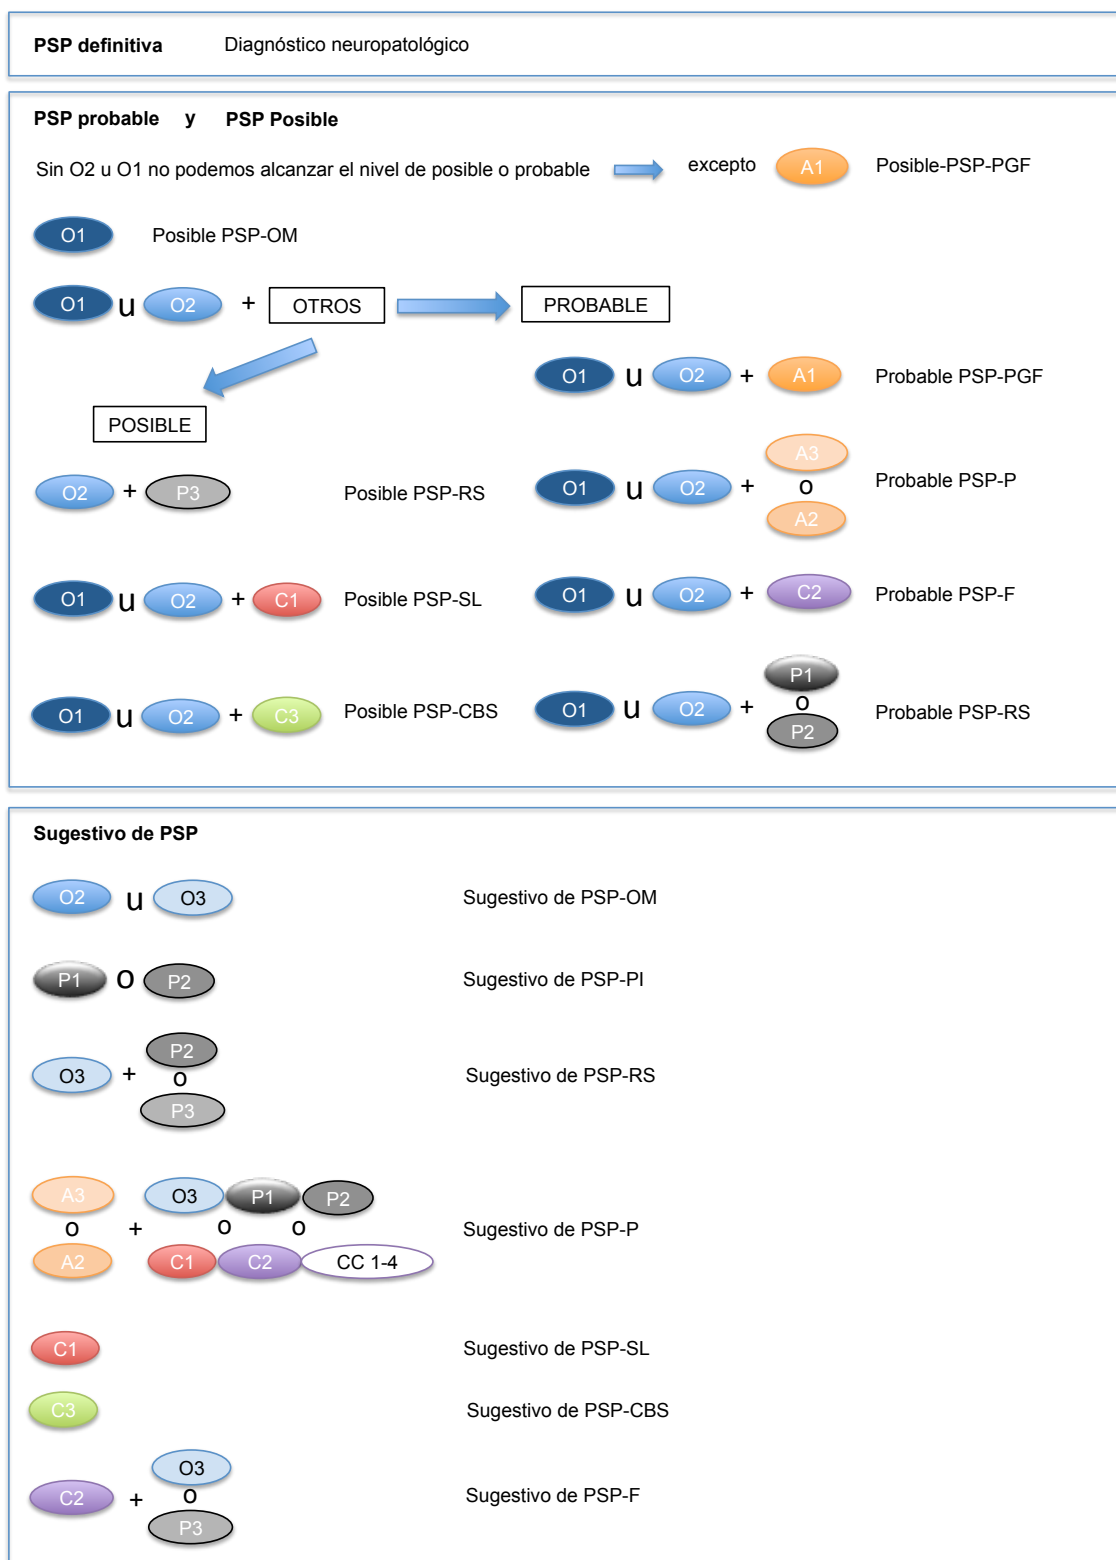 PSP definitiva Diagnóstico neuropatológico
PSP probable y PSP Posible
Sin O2 u O1 no podemos alcanzar el nivel de posible o probable excepto A1 Posible-PSP-PGF
O1 Posible PSP-OM
O1 u O2 + OTROS PROBABLE
O1 u O2 + A1 Probable PSP-PGF
POSIBLE
O2 + P3 Posible PSP-RS
O1 u O2 + A3 o A2 Probable PSP-P
O1 u O2 + C1 Posible PSP-SL
O1 u O2 + C2 Probable PSP-F
O1 u O2 + C3 Posible PSP-CBS
O1 u O2 + P1 o P2 Probable PSP-RS
Sugestivo de PSP
O2 u O3 Sugestivo de PSP-OM
P1 o P2 Sugestivo de PSP-PI
O3 + P2 o P3 Sugestivo de PSP-RS
A3 O3 P1 P2
o + o o Sugestivo de PSP-P
A2 C1 C2 CC 1-4
C1 Sugestivo de PSP-SL
C3 Sugestivo de PSP-CBS
C2 + O3 o P3 Sugestivo de PSP-F